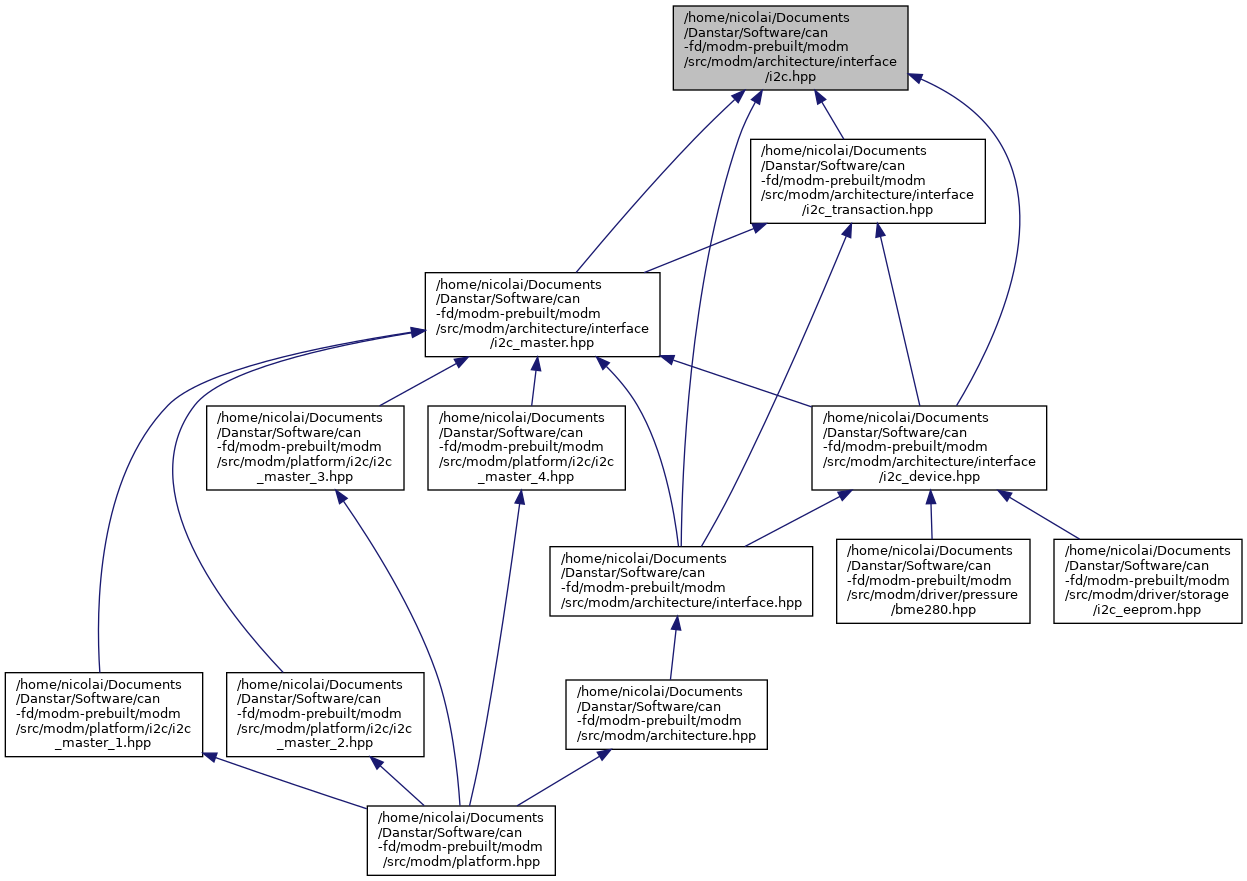 /home/nicolai/Documents
/Danstar/Software/can
-fd/modm-prebuilt/modm
/src/modm/architecture/interface
/i2c.hpp
/home/nicolai/Documents
/Danstar/Software/can
-fd/modm-prebuilt/modm
/src/modm/architecture/interface
/i2c_transaction.hpp
/home/nicolai/Documents
/Danstar/Software/can
-fd/modm-prebuilt/modm
/src/modm/architecture/interface
/i2c_master.hpp
/home/nicolai/Documents
/Danstar/Software/can
-fd/modm-prebuilt/modm
/src/modm/platform/i2c/i2c
_master_3.hpp
/home/nicolai/Documents
/Danstar/Software/can
-fd/modm-prebuilt/modm
/src/modm/platform/i2c/i2c
_master_4.hpp
/home/nicolai/Documents
/Danstar/Software/can
-fd/modm-prebuilt/modm
/src/modm/architecture/interface
/i2c_device.hpp
/home/nicolai/Documents
/Danstar/Software/can
-fd/modm-prebuilt/modm
/src/modm/architecture/interface.hpp
/home/nicolai/Documents
/Danstar/Software/can
-fd/modm-prebuilt/modm
/src/modm/driver/pressure
/bme280.hpp
/home/nicolai/Documents
/Danstar/Software/can
-fd/modm-prebuilt/modm
/src/modm/driver/storage
/i2c_eeprom.hpp
/home/nicolai/Documents
/Danstar/Software/can
-fd/modm-prebuilt/modm
/src/modm/platform/i2c/i2c
_master_1.hpp
/home/nicolai/Documents
/Danstar/Software/can
-fd/modm-prebuilt/modm
/src/modm/platform/i2c/i2c
_master_2.hpp
/home/nicolai/Documents
/Danstar/Software/can
-fd/modm-prebuilt/modm
/src/modm/architecture.hpp
/home/nicolai/Documents
/Danstar/Software/can
-fd/modm-prebuilt/modm
/src/modm/platform.hpp